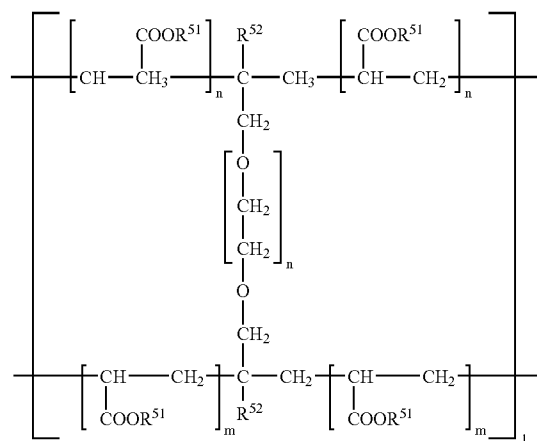 COOR⁵¹ R⁵² COOR⁵¹
CH—CH₃ n C—CH₃ CH—CH₂ n
CH₂
O
CH₂
CH₂ n
O
CH₂
CH—CH₂ m C—CH₂ CH—CH₂ m
COOR⁵¹ R⁵² COOR⁵¹
l